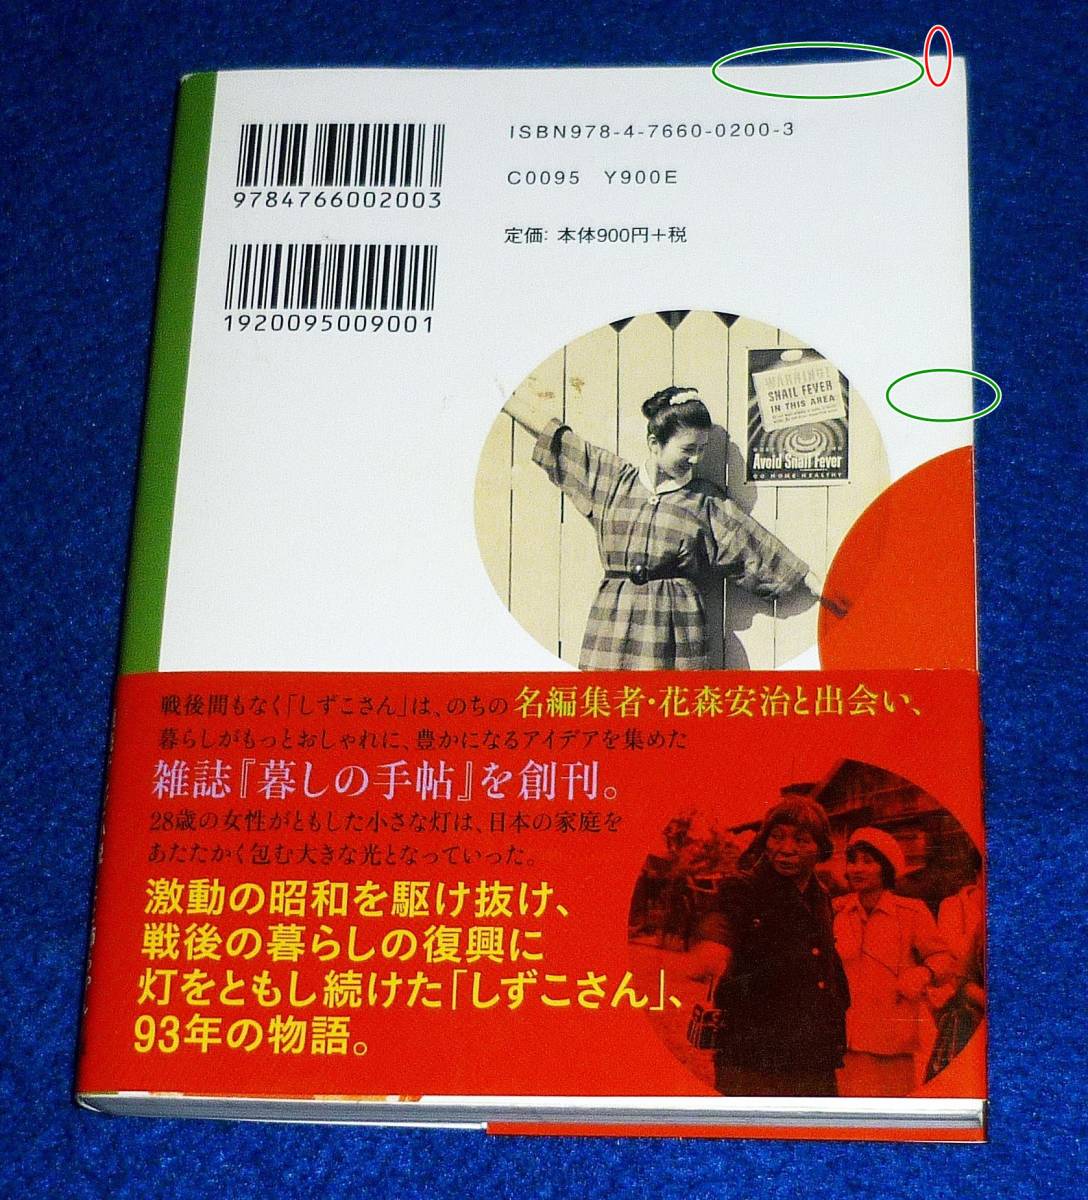 ISBN978-4-7660-0200-3
9784766002003
C0095 Y900E
定価: 本体900円+税
1920095009001
WARNING!
SNAIL FEVER
IN THIS AREA
Avoid Snail Fever
GO HOME HEALTHY
戦後間もなく「しずこさん」は、のちの名編集者・花森安治と出会い、
暮らしがもっとおしゃれに、豊かになるアイデアを集めた
雑誌『暮しの手帖』を創刊。
28歳の女性がともした小さな灯は、日本の家庭を
あたたかく包む大きな光となっていった。
激動の昭和を駆け抜け、
戦後の暮らしの復興に
灯をともし続けた「しずこさん」、
93年の物語。